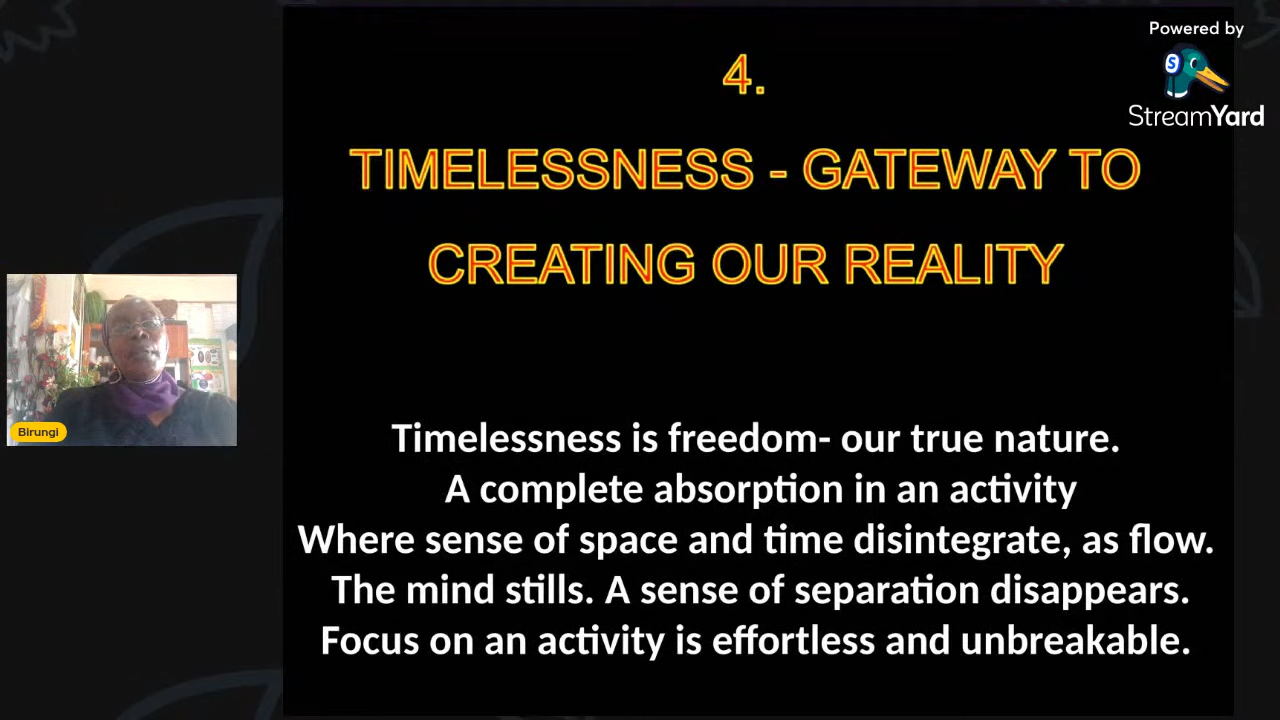 Powered by
StreamYard
4.
TIMELESSNESS - GATEWAY TO
CREATING OUR REALITY
Birungi
Timelessness is freedom- our true nature.
A complete absorption in an activity
Where sense of space and time disintegrate, as flow.
The mind stills. A sense of separation disappears.
Focus on an activity is effortless and unbreakable.